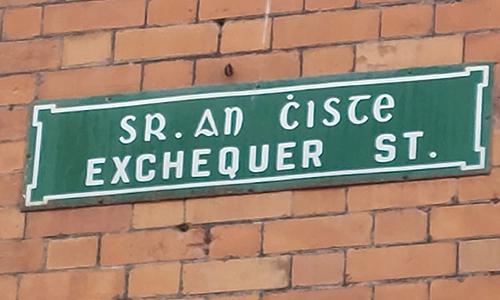 SR. AN ĊISTE
EXCHEQUER ST.